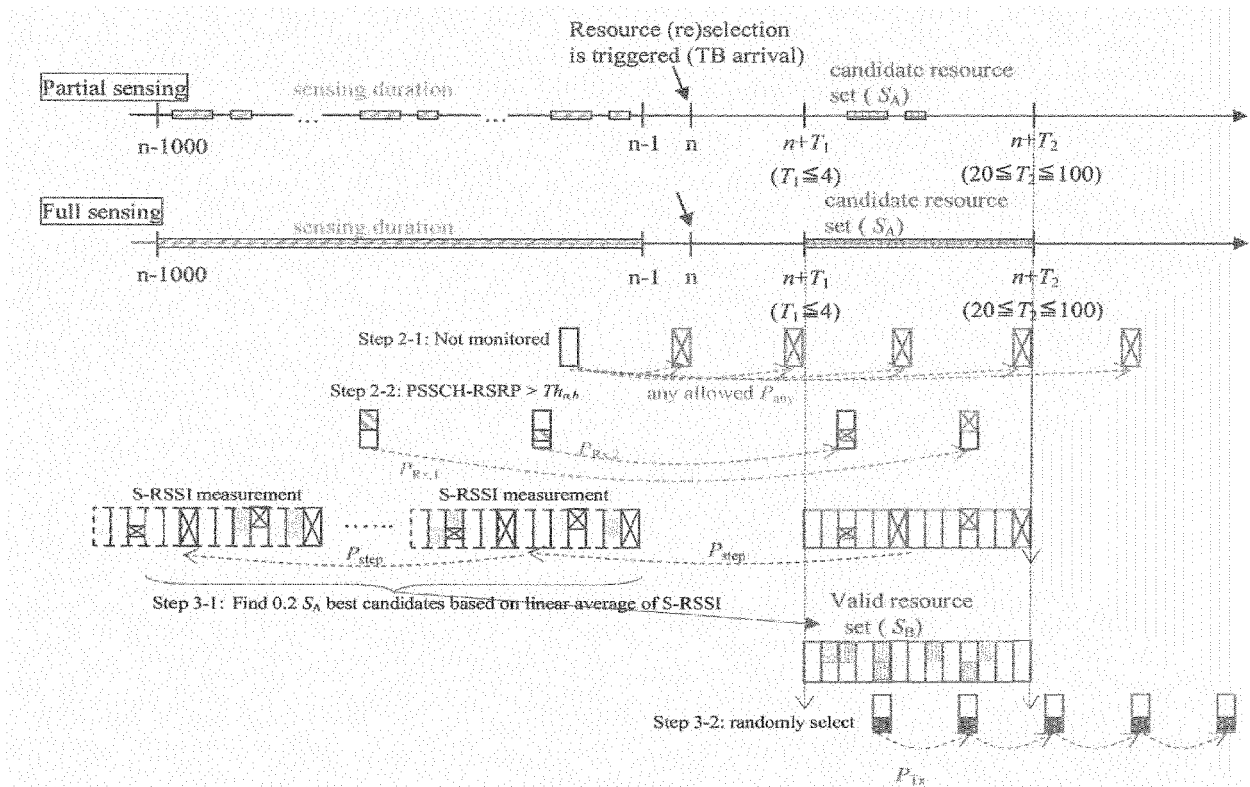 Resource (re)selection
is triggered (TB arrival)
Partial sensing
sensing duration
candidate resource
set ( S_A)
... ...
n-1000
n-1
n
n+T_1
n+T_2
(T_1≦4)
(20≦T_2≦100)
Full sensing
sensing duration
candidate resource
set ( S_A)
n-1000
n-1
n
n+T_1
n+T_2
(T_1≦4)
(20≦T_2≦100)
Step 2-1: Not monitored
any allowed P_any
Step 2-2: PSSCH-RSRP > Th_a,b
P_Rx,2
P_Rx,1
S-RSSI measurement
S-RSSI measurement
......
P_step
P_step
Step 3-1: Find 0.2 S_A best candidates based on linear average of S-RSSI
Valid resource
set ( S_B)
Step 3-2: randomly select
P_Tx